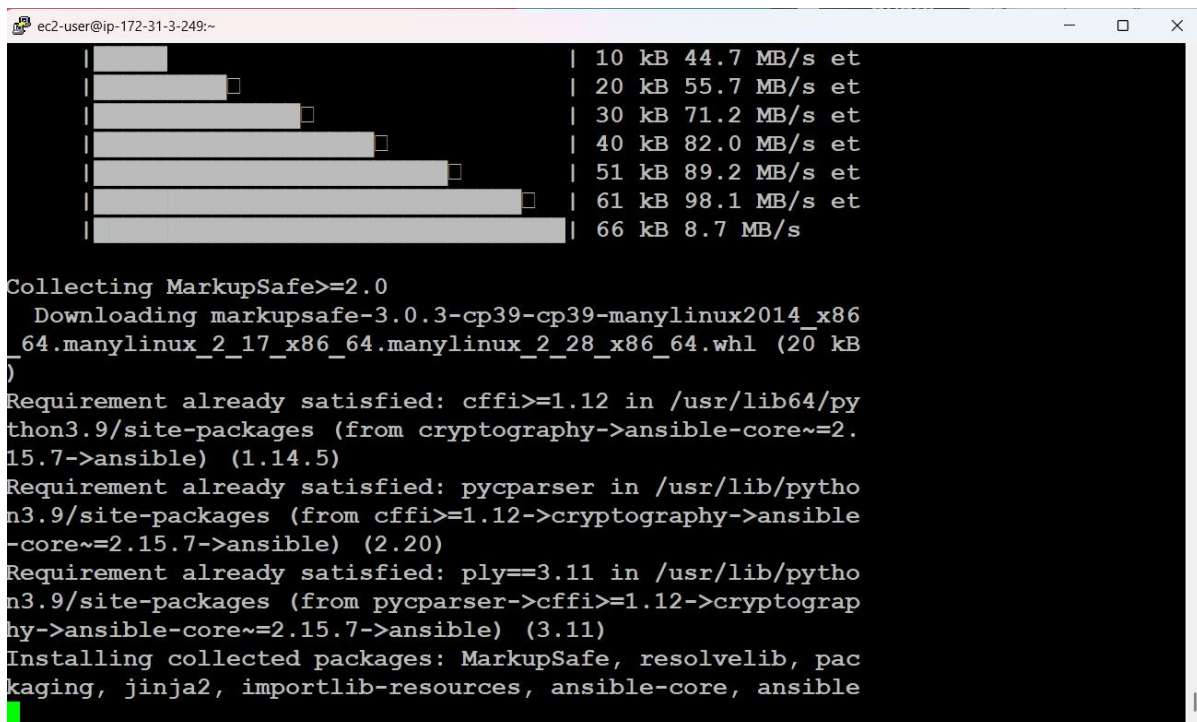 ec2-user@ip-172-31-3-249:~
| | 10 kB 44.7 MB/s et
| | 20 kB 55.7 MB/s et
| | 30 kB 71.2 MB/s et
| | 40 kB 82.0 MB/s et
| | 51 kB 89.2 MB/s et
| | 61 kB 98.1 MB/s et
| | 66 kB 8.7 MB/s
Collecting MarkupSafe>=2.0
Downloading markupsafe-3.0.3-cp39-cp39-manylinux2014_x86
_64.manylinux_2_17_x86_64.manylinux_2_28_x86_64.whl (20 kB
)
Requirement already satisfied: cffi>=1.12 in /usr/lib64/py
thon3.9/site-packages (from cryptography->ansible-core~=2.
15.7->ansible) (1.14.5)
Requirement already satisfied: pycparser in /usr/lib/pytho
n3.9/site-packages (from cffi>=1.12->cryptography->ansible
-core~=2.15.7->ansible) (2.20)
Requirement already satisfied: ply==3.11 in /usr/lib/pytho
n3.9/site-packages (from pycparser->cffi>=1.12->cryptograp
hy->ansible-core~=2.15.7->ansible) (3.11)
Installing collected packages: MarkupSafe, resolvelib, pac
kaging, jinja2, importlib-resources, ansible-core, ansible